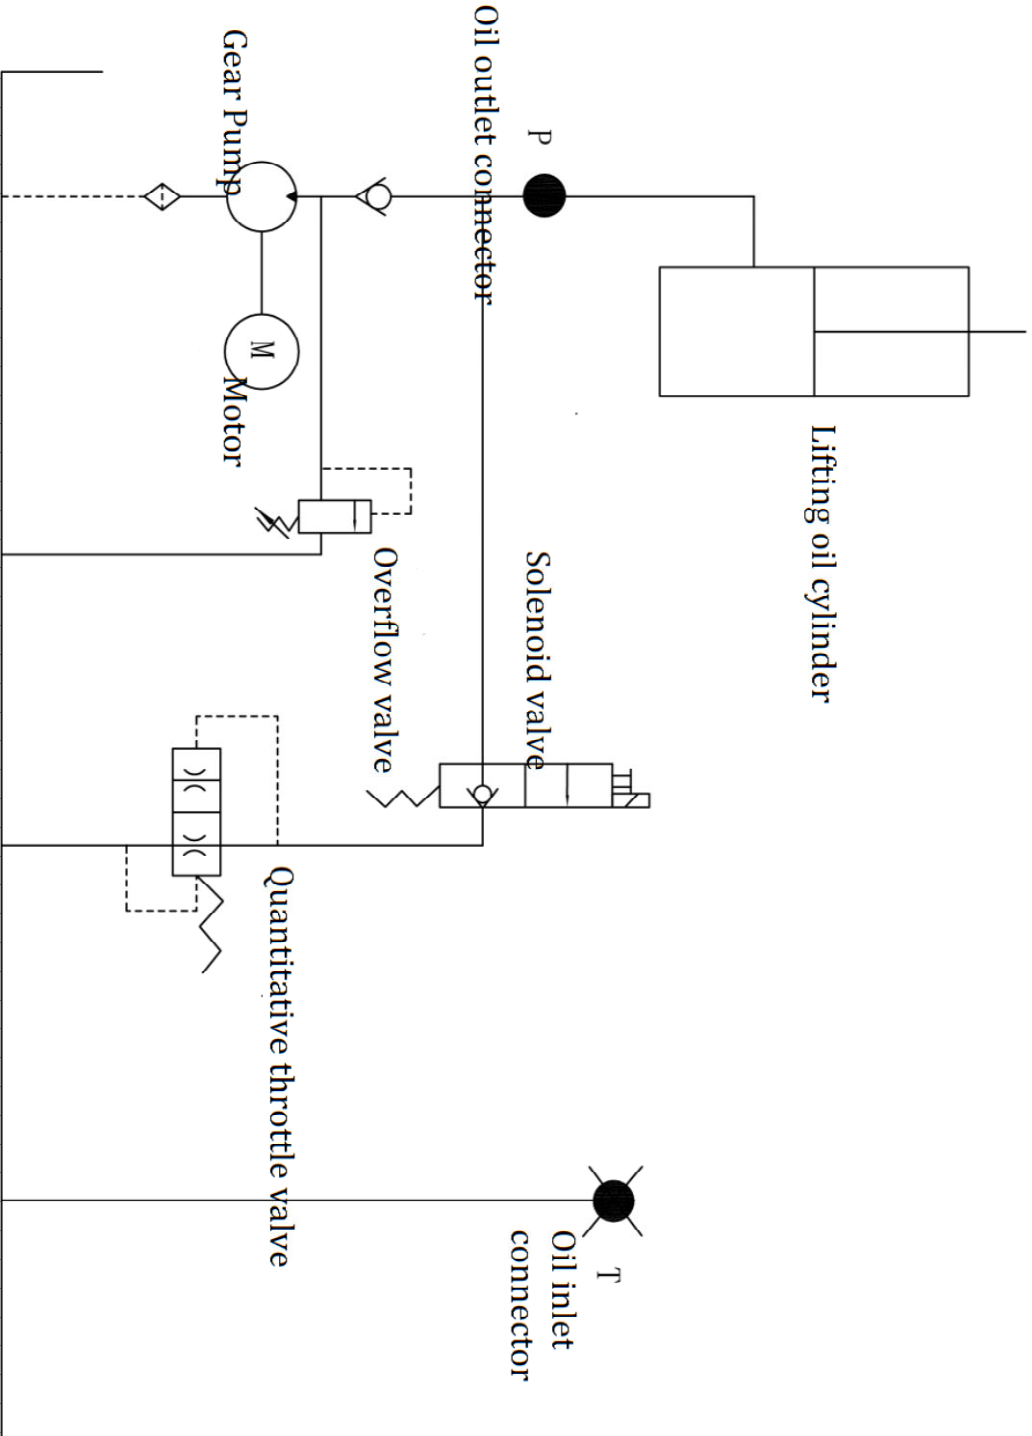 Lifting oil cylinder
P
Oil outlet connector
Solenoid valve
T
Oil inlet
connector
Overflow valve
Gear Pump
M
Motor
Quantitative throttle valve